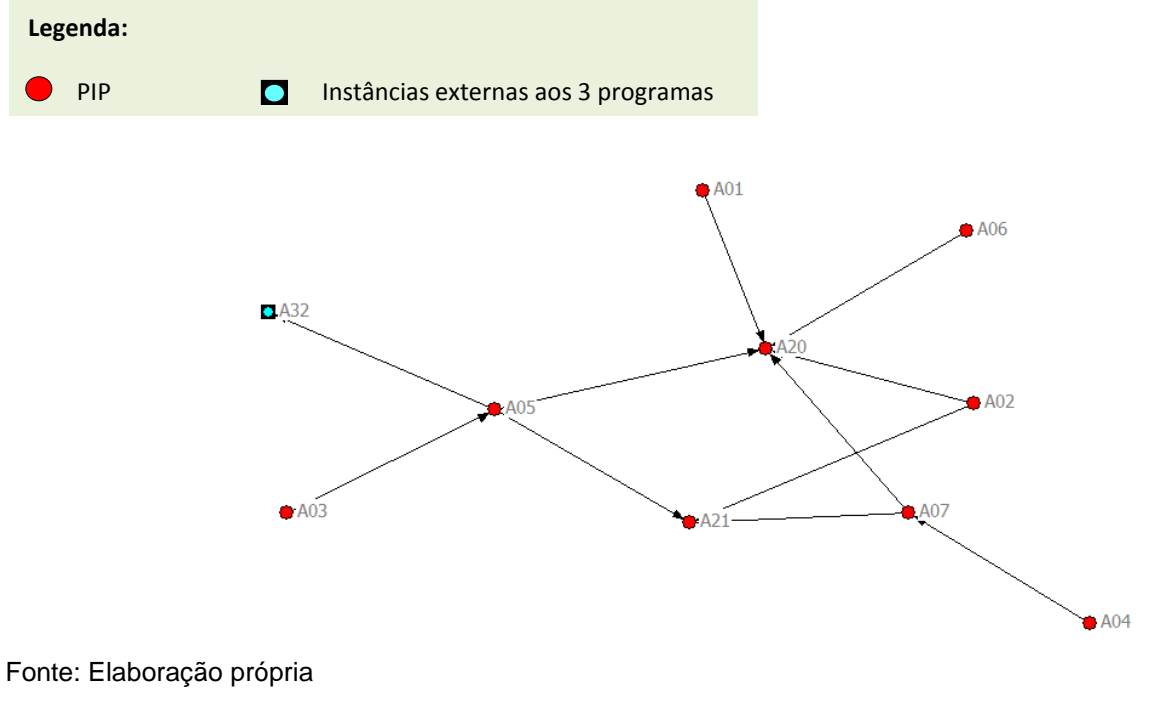 Legenda:
PIP
Instâncias externas aos 3 programas
A01
A06
A32
A20
A02
A05
A03
A21
A07
A04
Fonte: Elaboração própria